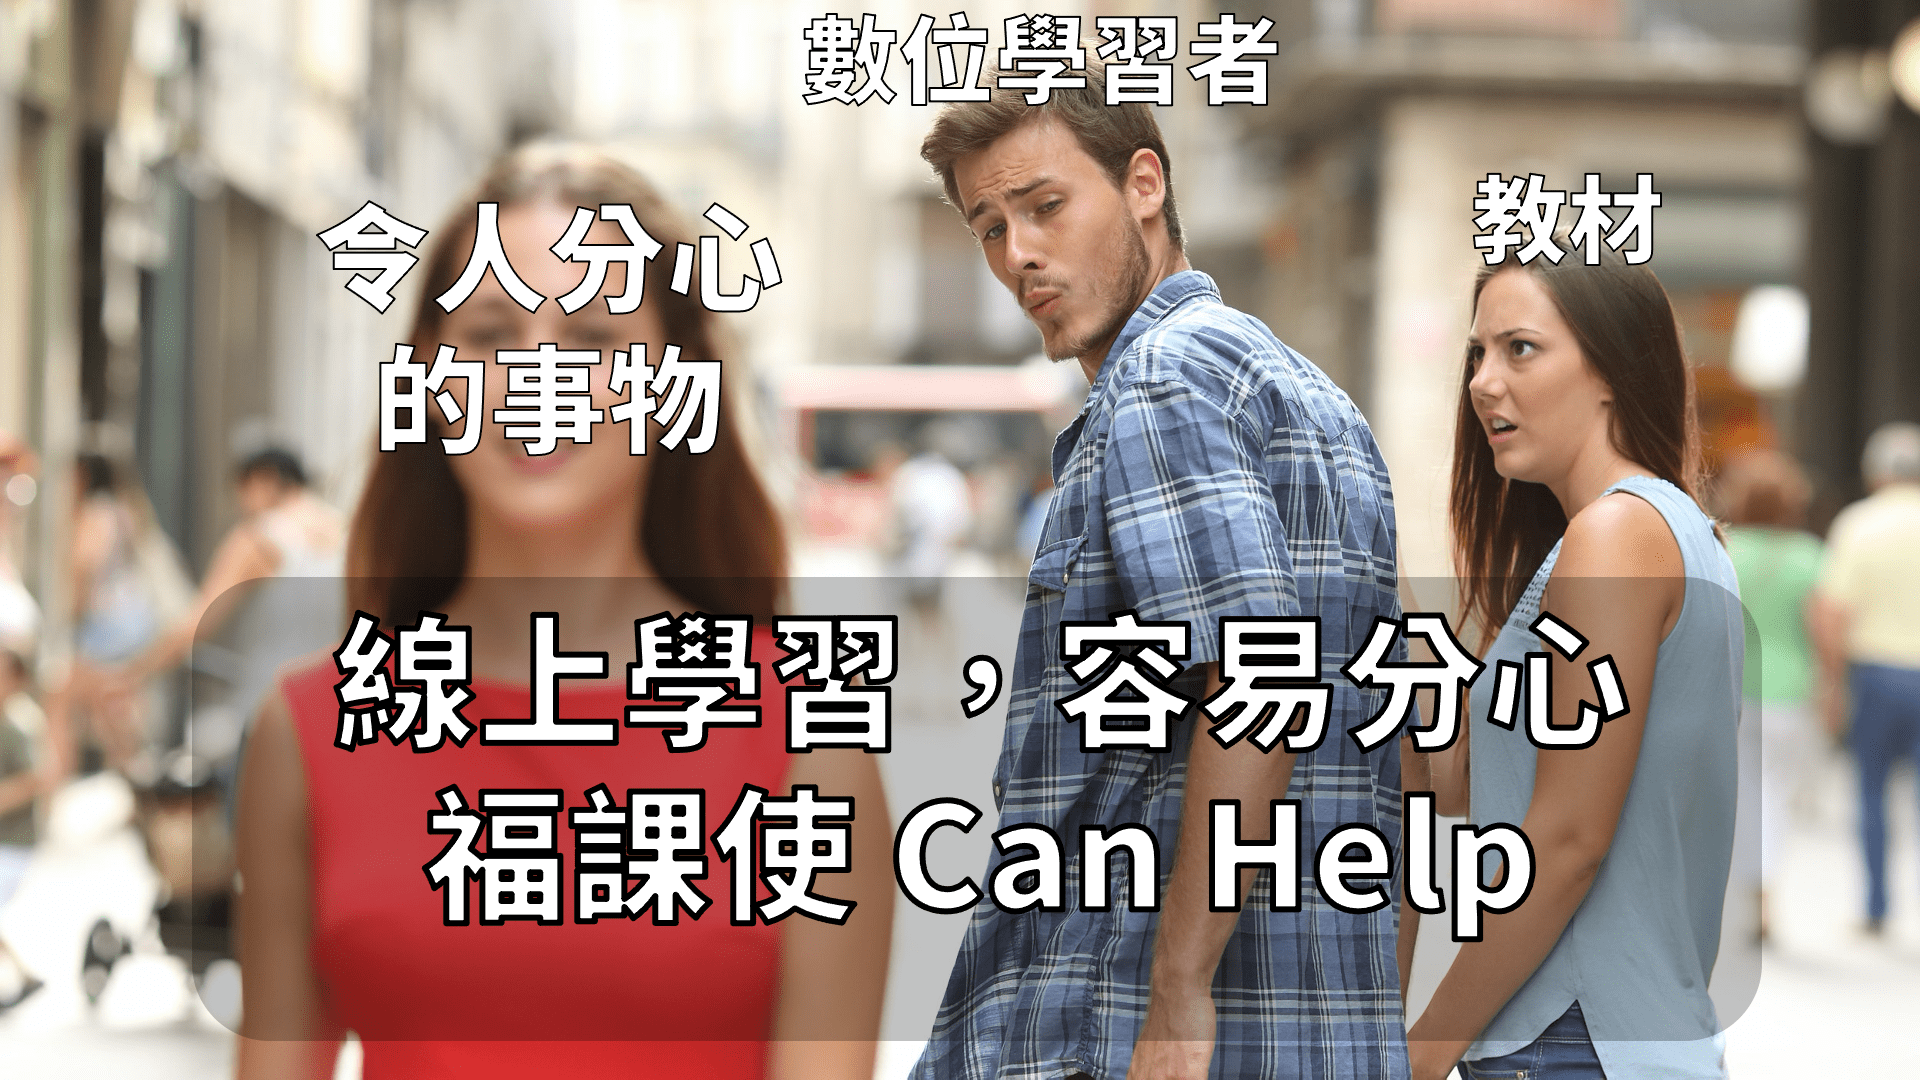 數位學習者
教材
令人分心
的事物
線上學習，容易分心
福課使 Can Help